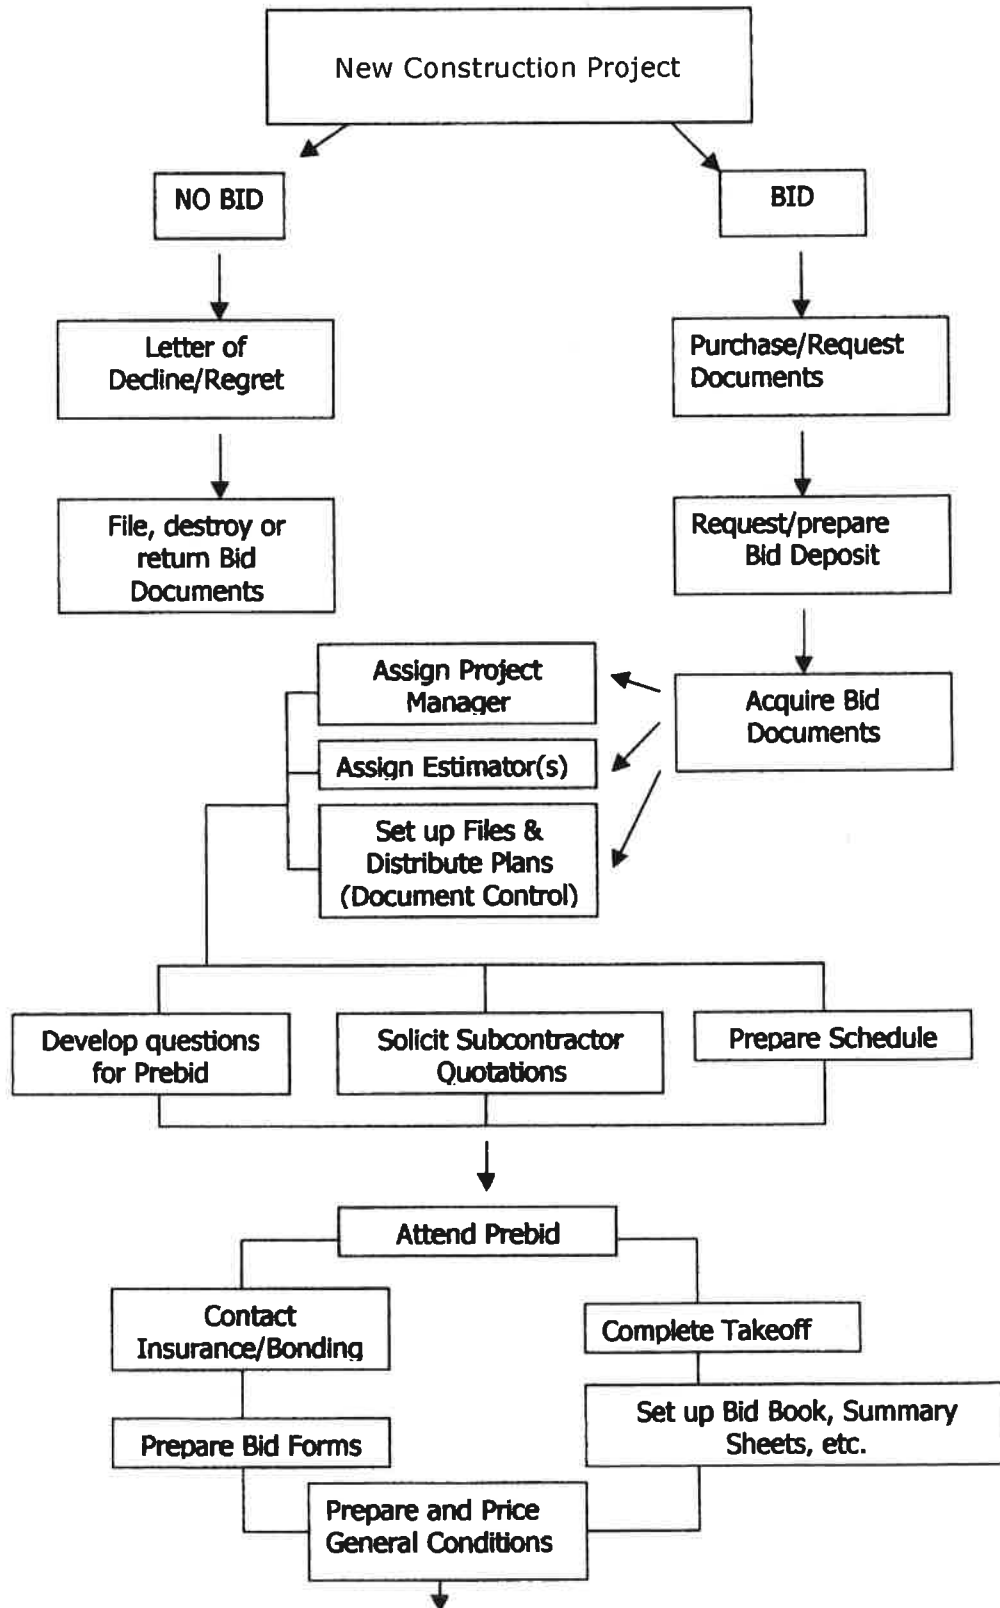 New Construction Project
NO BID
BID
Letter of
Decline/Regret
Purchase/Request
Documents
File, destroy or
return Bid
Documents
Request/prepare
Bid Deposit
Assign Project
Manager
Acquire Bid
Documents
Assign Estimator(s)
Set up Files &
Distribute Plans
(Document Control)
Develop questions
for Prebid
Solicit Subcontractor
Quotations
Prepare Schedule
Attend Prebid
Contact
Insurance/Bonding
Complete Takeoff
Prepare Bid Forms
Set up Bid Book, Summary
Sheets, etc.
Prepare and Price
General Conditions